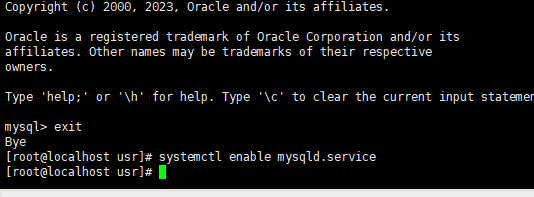 Copyright (c) 2000, 2023, Oracle and/or its affiliates.
Oracle is a registered trademark of Oracle Corporation and/or its
affiliates. Other names may be trademarks of their respective
owners.
Type 'help;' or '\h' for help. Type '\c' to clear the current input statemen
mysql> exit
Bye
[root@localhost usr]# systemctl enable mysqld.service
[root@localhost usr]#